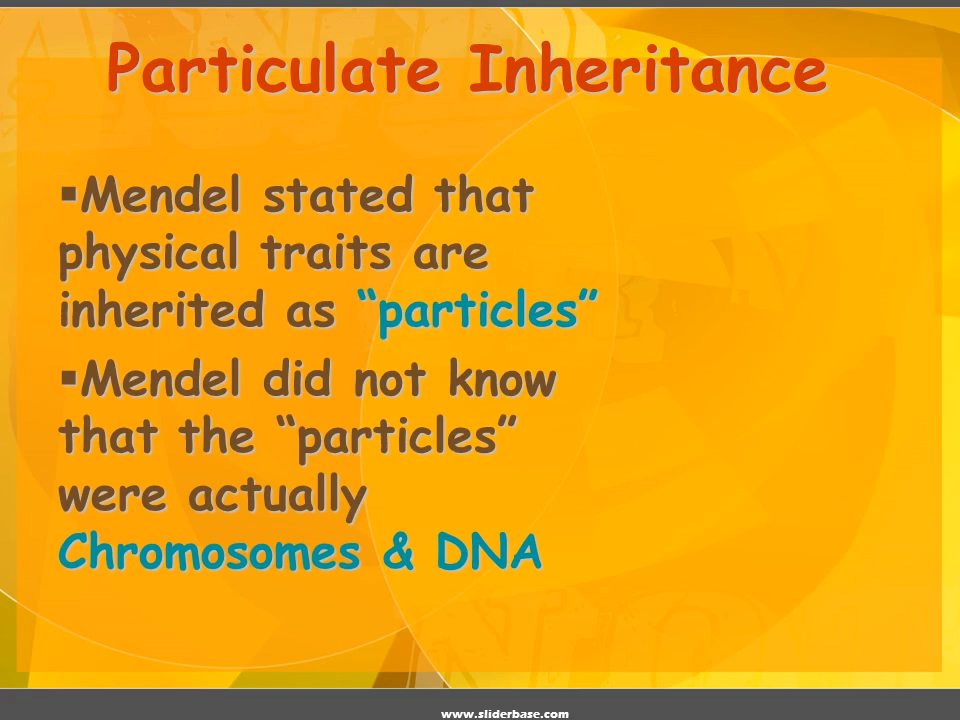 Particulate Inheritance
▪Mendel stated that
physical traits are
inherited as “particles”
▪Mendel did not know
that the “particles”
were actually
Chromosomes & DNA
www.sliderbase.com